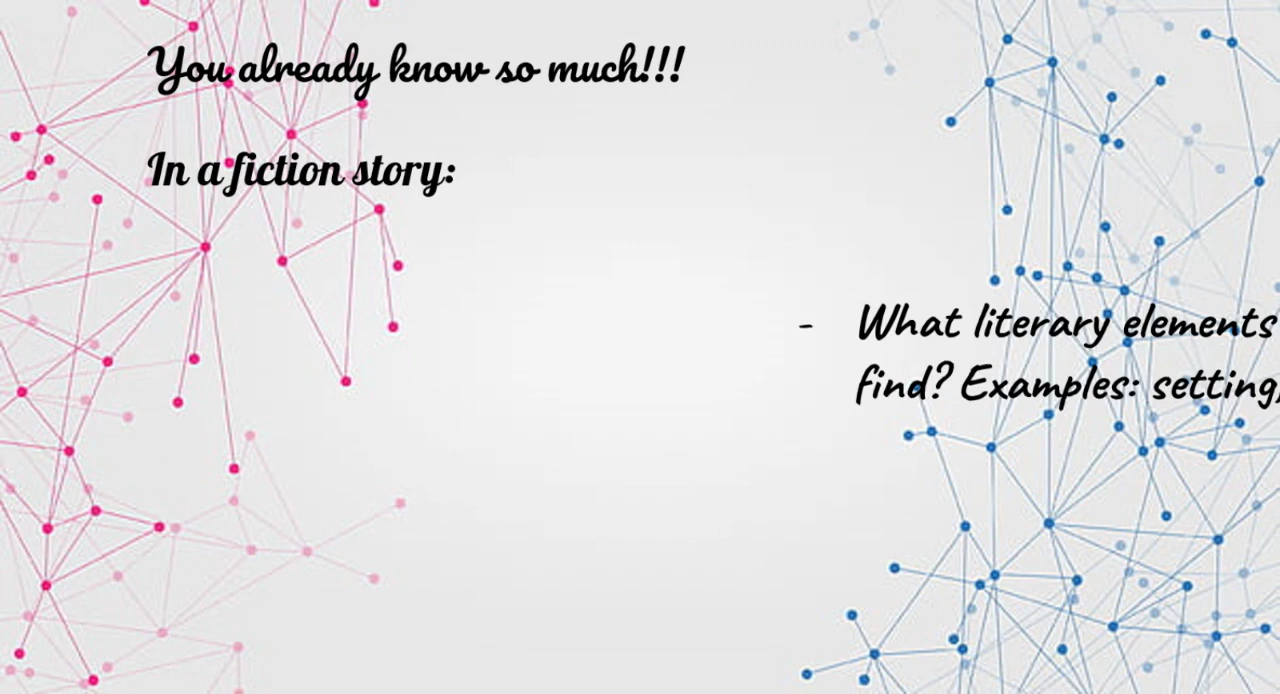 You already know so much!!!
In a fiction story:
- What literary elements
find? Examples: setting,